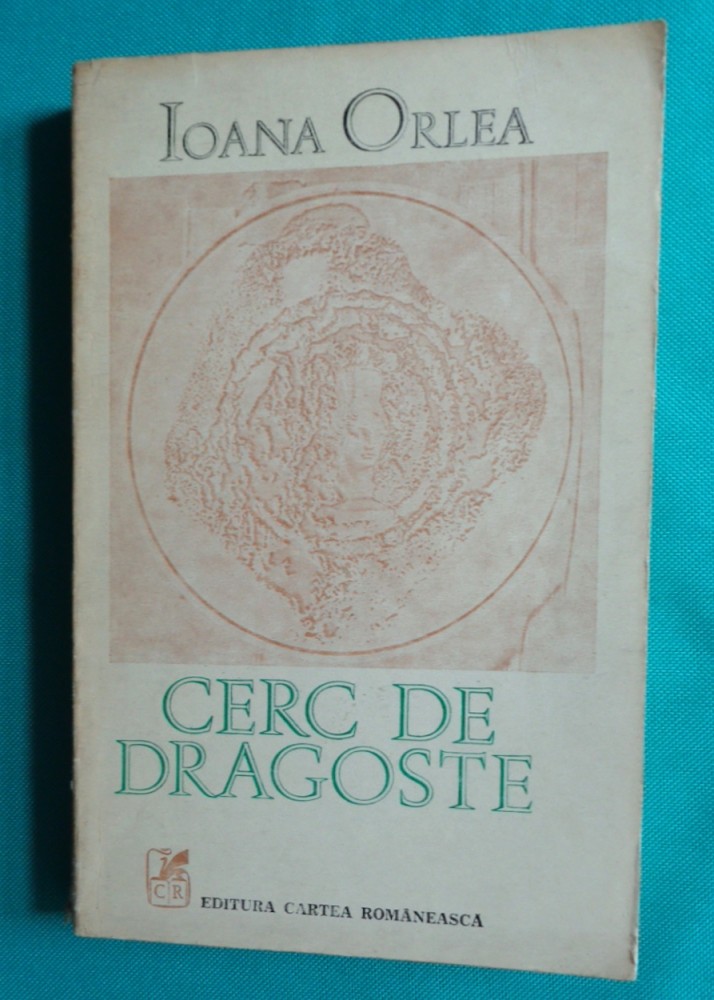 IOANA ORLEA
CERC DE
DRAGOSTE
CR
EDITURA CARTEA ROMÂNEASCĂ